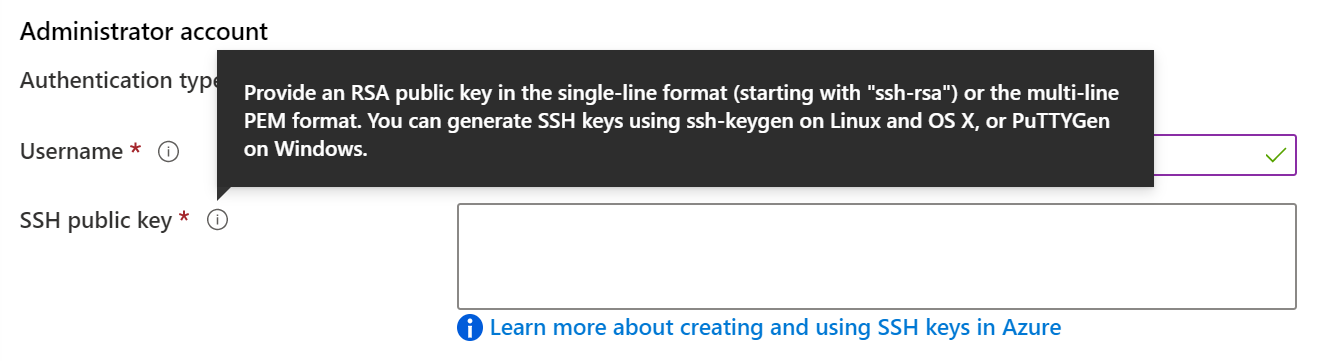 Administrator account
Authentication type
Provide an RSA public key in the single-line format (starting with "ssh-rsa") or the multi-line
PEM format. You can generate SSH keys using ssh-keygen on Linux and OS X, or PuTTYGen
on Windows.
Username *
SSH public key *
Learn more about creating and using SSH keys in Azure